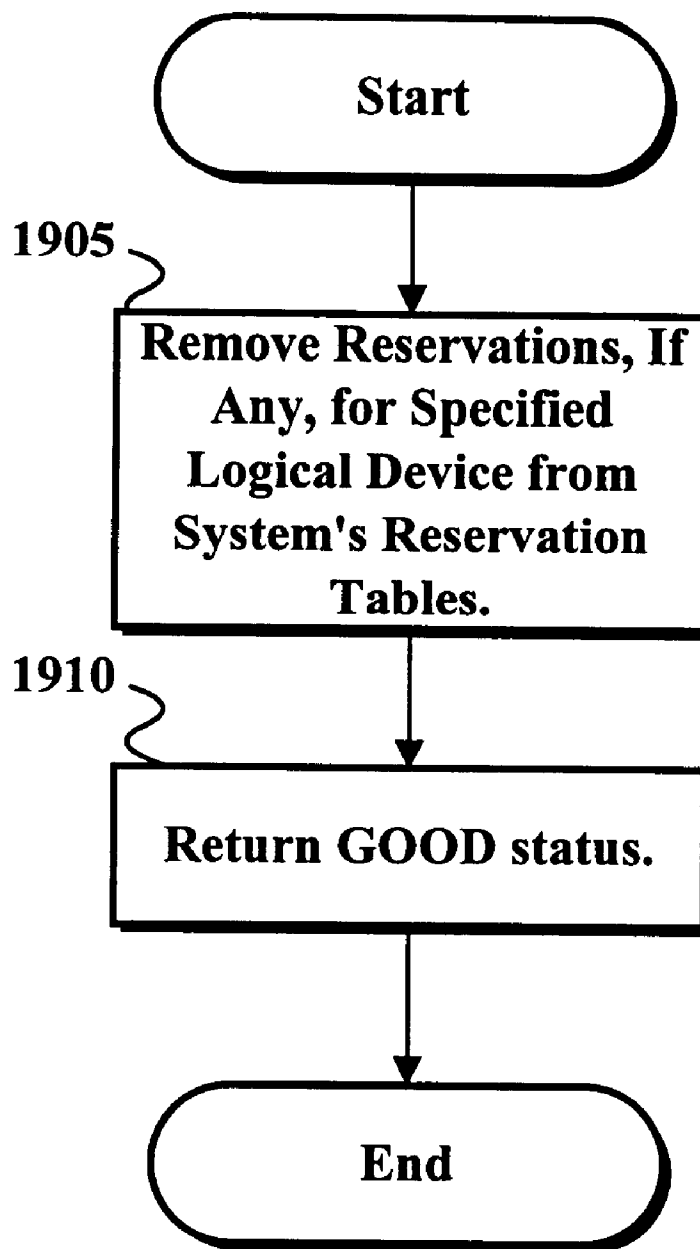 Start
1905
Remove Reservations, If
Any, for Specified
Logical Device from
System's Reservation
Tables.
1910
Return GOOD status.
End